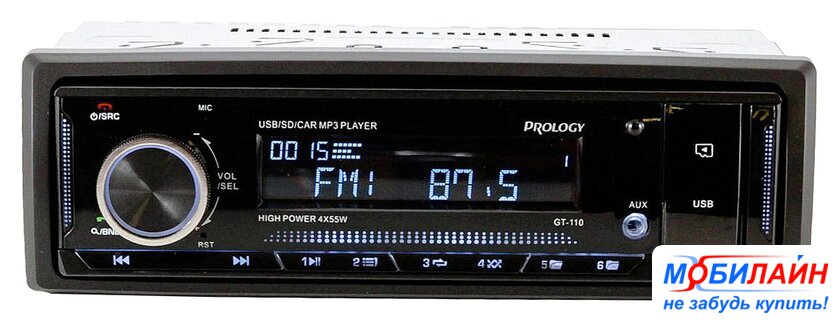 ⏻/SRC
MIC
USB/SD/CAR MP3 PLAYER
PROLOGY
0015
1
FM1 87.5
VOL
/SEL
USB
AUX
HIGH POWER 4X55W
GT-110
/BND
RST
1 2 3 4 5 6
МОБИЛАЙН
не забудь купить!